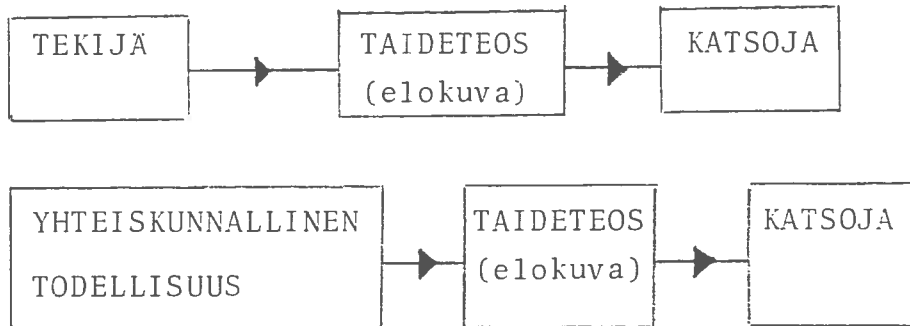 TEKIJÄ
TAIDETEOS
(elokuva)
KATSOJA
YHTEISKUNNALLINEN
TODELLISUUS
TAIDETEOS
(elokuva)
KATSOJA